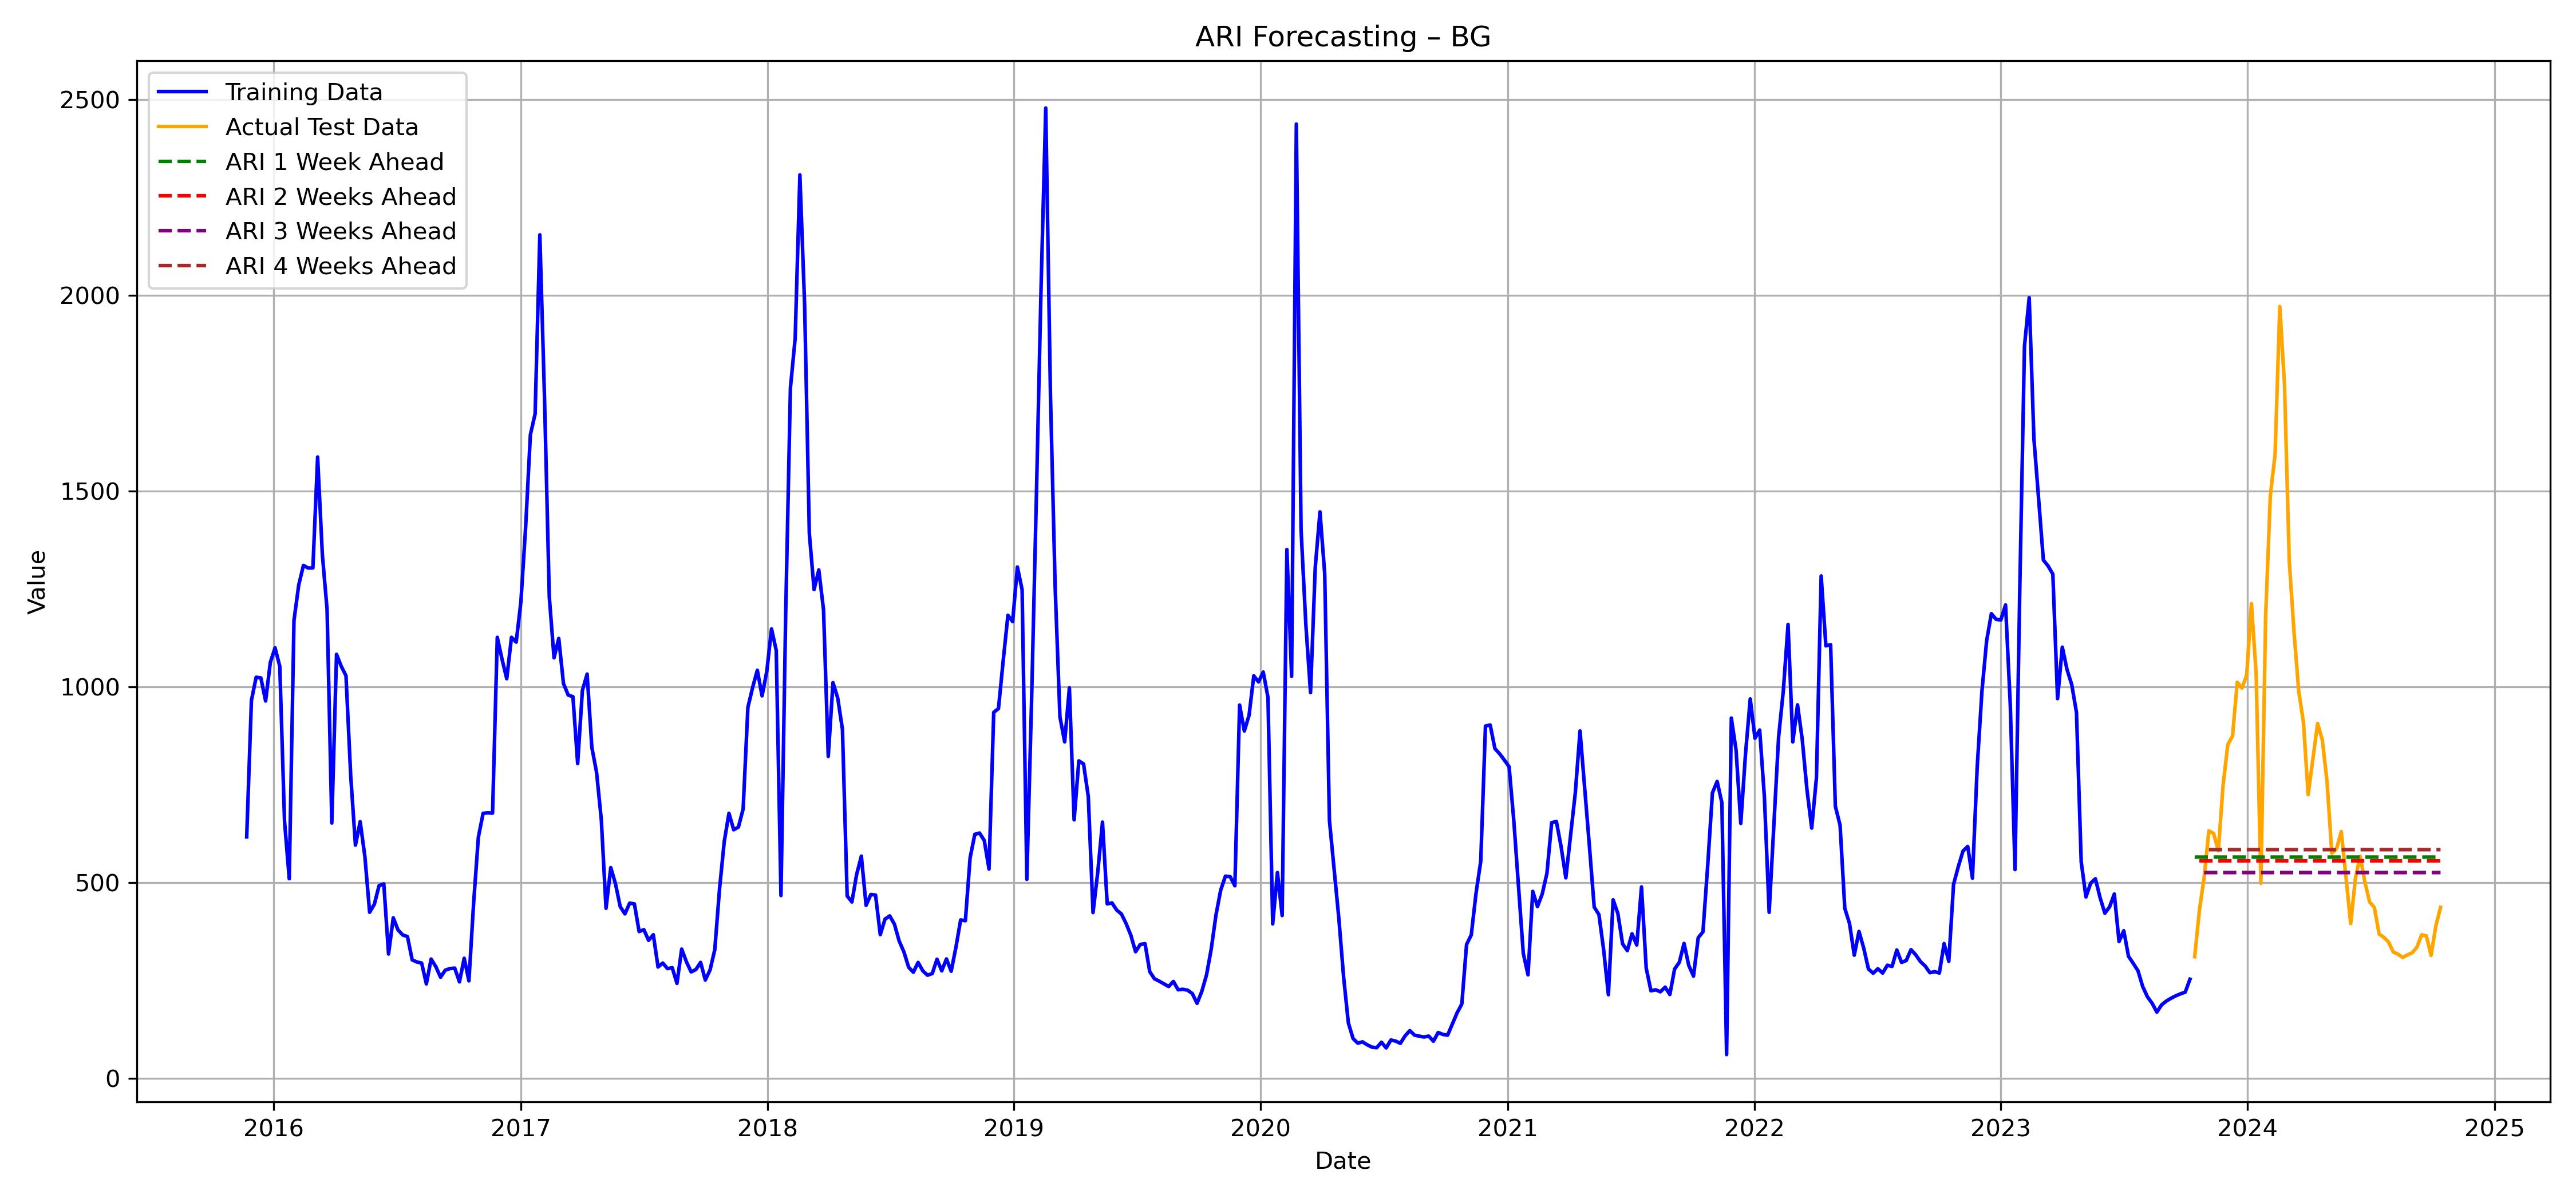 ARI Forecasting – BG
Training Data
Actual Test Data
ARI 1 Week Ahead
ARI 2 Weeks Ahead
ARI 3 Weeks Ahead
ARI 4 Weeks Ahead
Value
2500
2000
1500
1000
500
0
2016 2017 2018 2019 2020 2021 2022 2023 2024 2025
Date